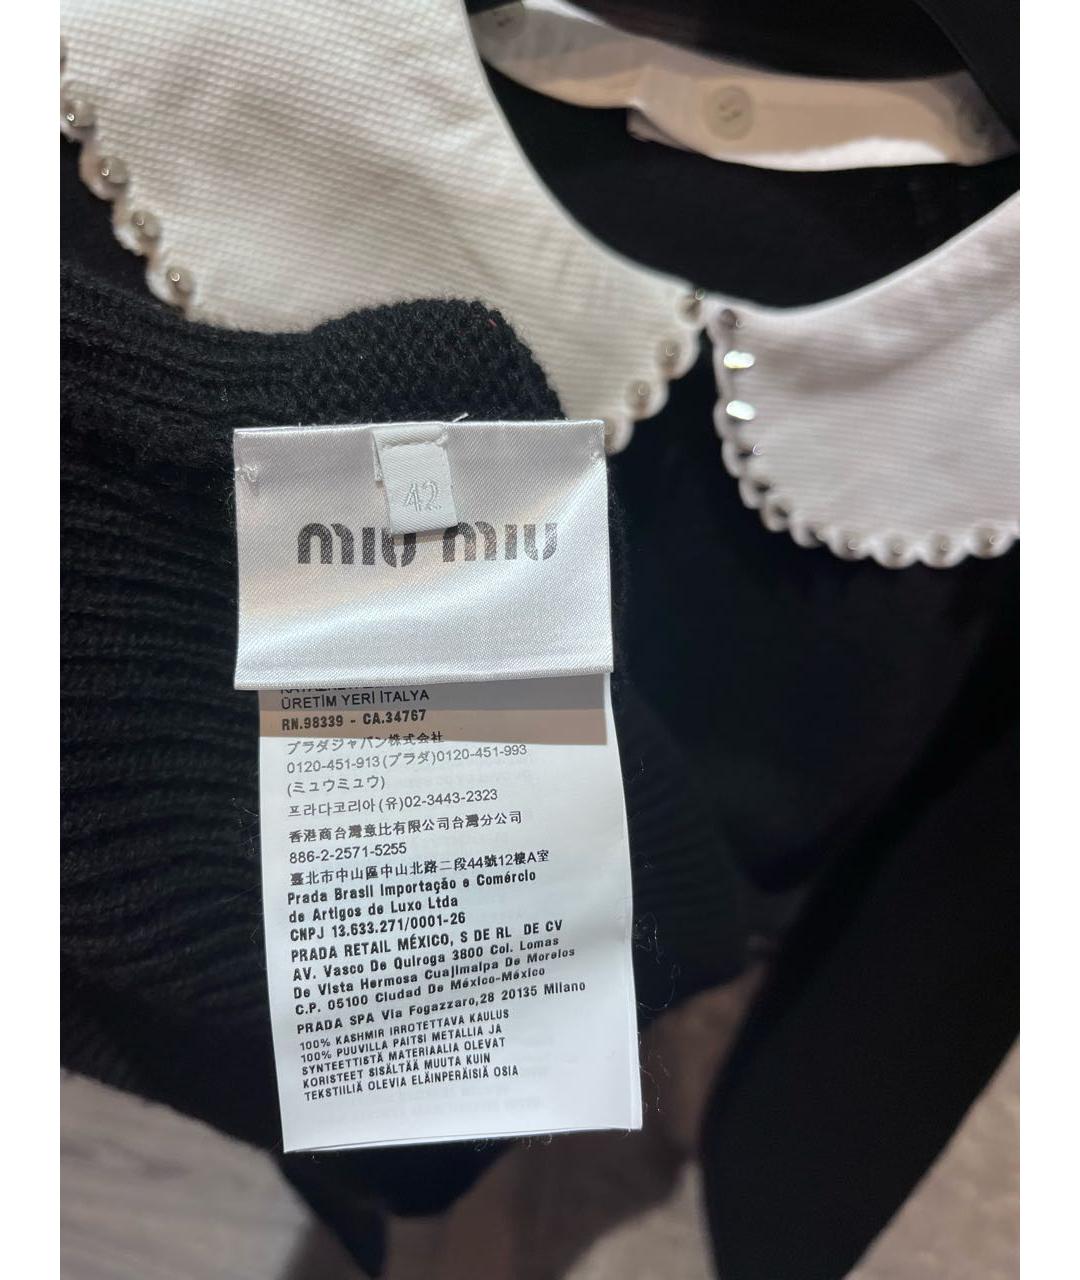 42
miu miu
ÜRETİM YERİ İTALYA
RN.98339 - CA.34767
プラダジャパン株式会社
0120-451-913(プラダ)0120-451-993
(ミュウミュウ)
프라다코리아(유)02-3443-2323
香港商台灣意比有限公司台灣分公司
886-2-2571-5255
臺北市中山區中山北路二段44號12樓A室
Prada Brasil Importação e Comércio
de Artigos de Luxo Ltda
CNPJ 13.633.271/0001-26
PRADA RETAIL MÉXICO, S DE RL DE CV
AV. Vasco De Quiroga 3800 Col. Lomas
De Vista Hermosa Cuajimalpa De Morelos
C.P. 05100 Ciudad De México-México
PRADA SPA Via Fogazzaro,28 20135 Milano
100% KASHMIR IRROTETTAVA KAULUS
100% PUUVILLA PAITSI METALLIA JA
SYNTEETTISTÄ MATERIAALIA OLEVAT
KORISTEET SISÄLTÄÄ MUUTA KUIN
TEKSTIILIÄ OLEVIA ELÄINPERÄISIÄ OSIA